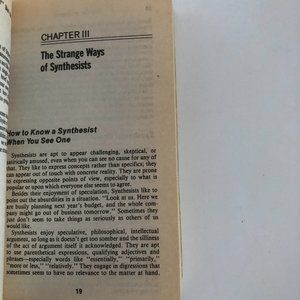 CHAPTER III
The Strange Ways
of Synthesists
How to Know a Synthesist
When You See One
Synthesists are apt to appear challenging, skeptical, or
satirically amused, even when you can see no cause for any of
that. They like to express concepts rather than specifics; they
can appear out of touch with concrete reality. They are prone
to expressing opposite points of view, especially to what is
popular or upon which everyone else seems to agree.
Besides their enjoyment of speculation, Synthesists like to
point out the absurdities in a situation. "Look at us. Here we
are busily planning next year's budget, and the whole com-
pany might go out of business tomorrow." Sometimes they
just don't seem to take things as seriously as others of us
would like.
Synthesists enjoy speculative, philosophical, intellectual
argument, so long as it doesn't get too somber and the silliness
of the act of argument itself is acknowledged. They are apt to
use parenthetical expressions, qualifying adjectives and
phrases—especially words like "essentially," "primarily,"
"more or less," "relatively." They engage in digressions that
sometimes seem to have no relevance to the matter at hand.
19